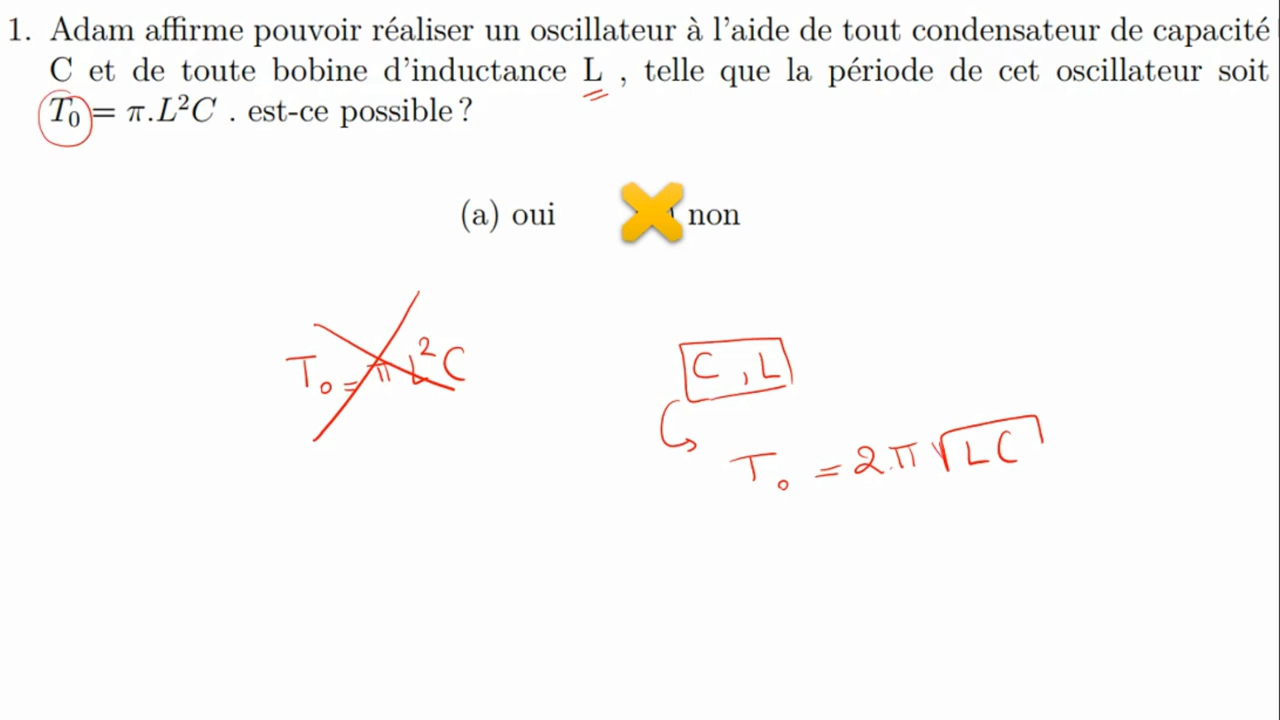 1. Adam affirme pouvoir réaliser un oscillateur à l'aide de tout condensateur de capacité
C et de toute bobine d'inductance L , telle que la période de cet oscillateur soit
T₀ = π.L²C . est-ce possible ?
(a) oui non
T₀ = π L²C
C , L
T₀ = 2π √LC